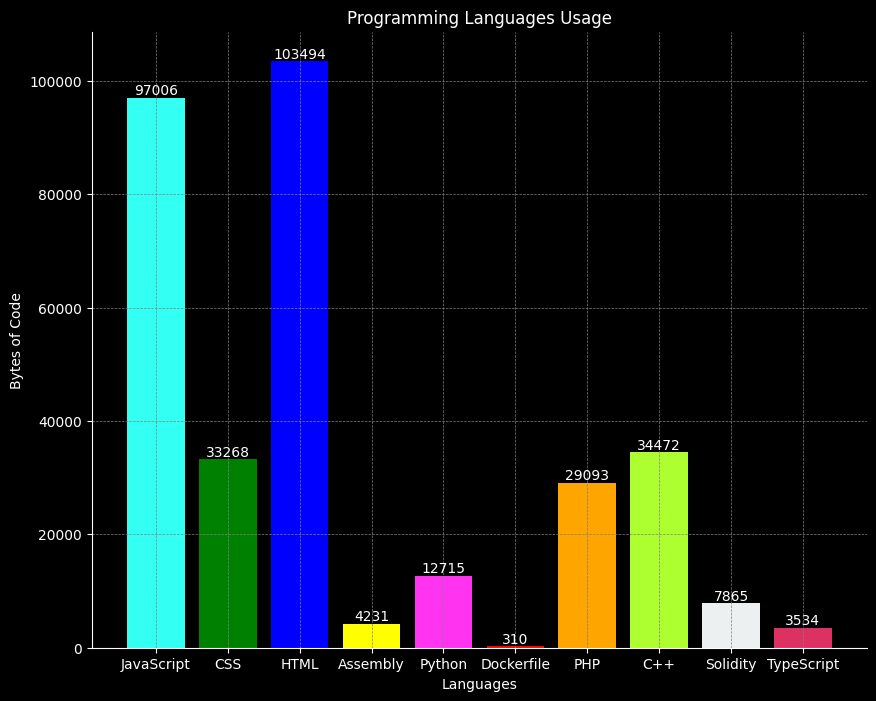 Programming Languages Usage
Bytes of Code
100000
80000
60000
40000
20000
0
97006
33268
103494
4231
12715
310
29093
34472
7865
3534
JavaScript
CSS
HTML
Assembly
Python
Dockerfile
PHP
C++
Solidity
TypeScript
Languages